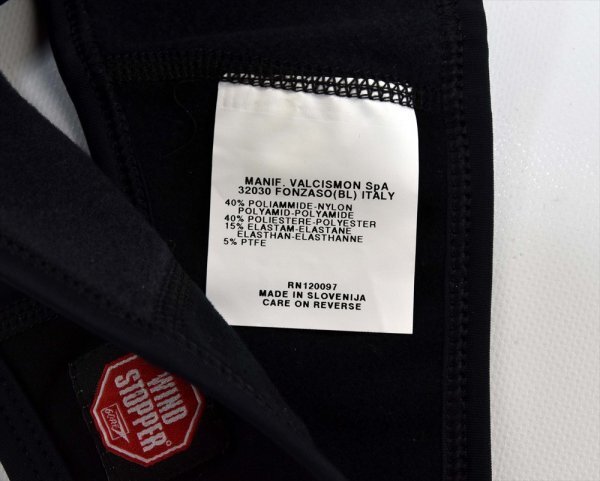 MANIF. VALCISMON SpA
32030 FONZASO(BL) ITALY
40% POLIAMMIDE-NYLON
POLYAMID-POLYAMIDE
40% POLIESTERE-POLYESTER
15% ELASTAM-ELASTANE
ELASTHAN-ELASTHANNE
5% PTFE
RN120097
MADE IN SLOVENIJA
CARE ON REVERSE
WIND
STOPPER®
GORE